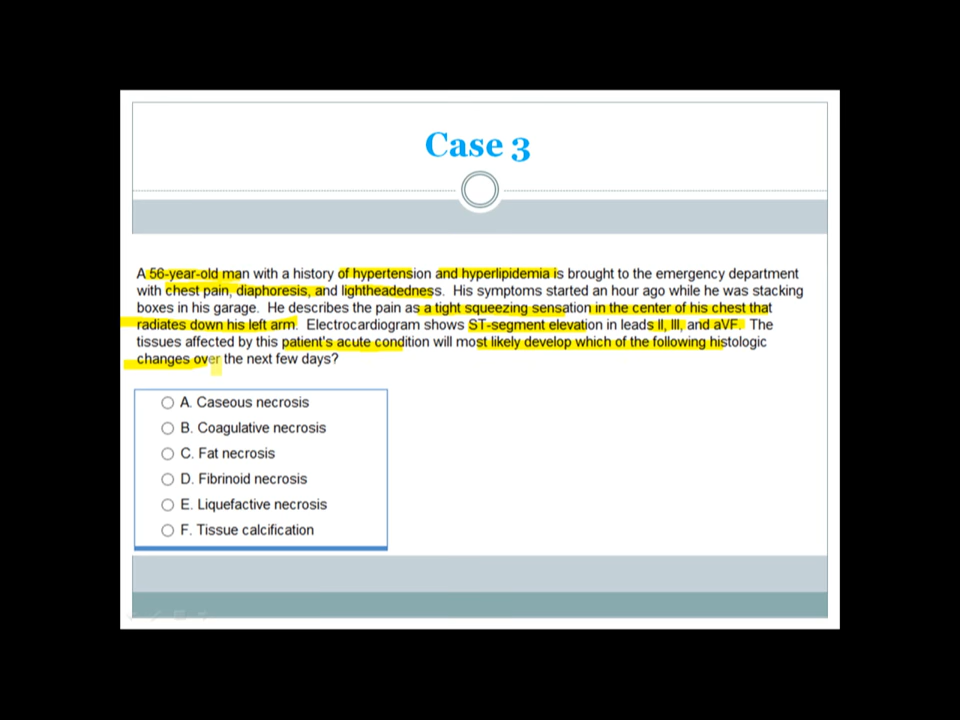 Case 3
A 56-year-old man with a history of hypertension and hyperlipidemia is brought to the emergency department
with chest pain, diaphoresis, and lightheadedness. His symptoms started an hour ago while he was stacking
boxes in his garage. He describes the pain as a tight squeezing sensation in the center of his chest that
radiates down his left arm. Electrocardiogram shows ST-segment elevation in leads II, III, and aVF. The
tissues affected by this patient's acute condition will most likely develop which of the following histologic
changes over the next few days?
A. Caseous necrosis
B. Coagulative necrosis
C. Fat necrosis
D. Fibrinoid necrosis
E. Liquefactive necrosis
F. Tissue calcification